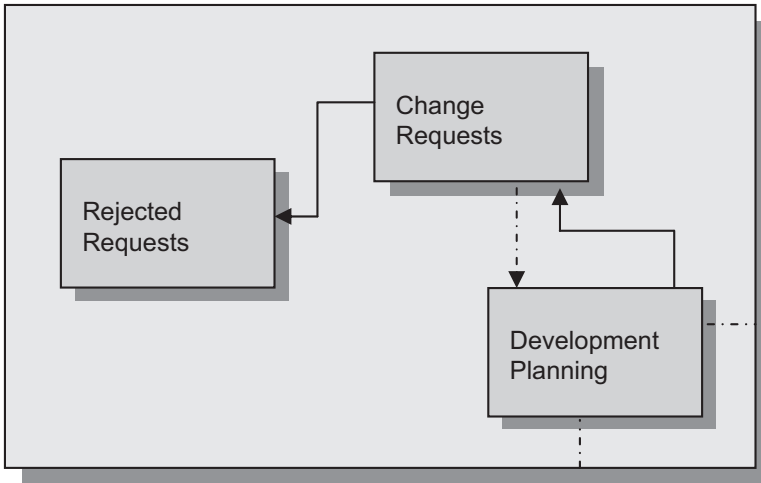 Change
Requests
Rejected
Requests
Development
Planning